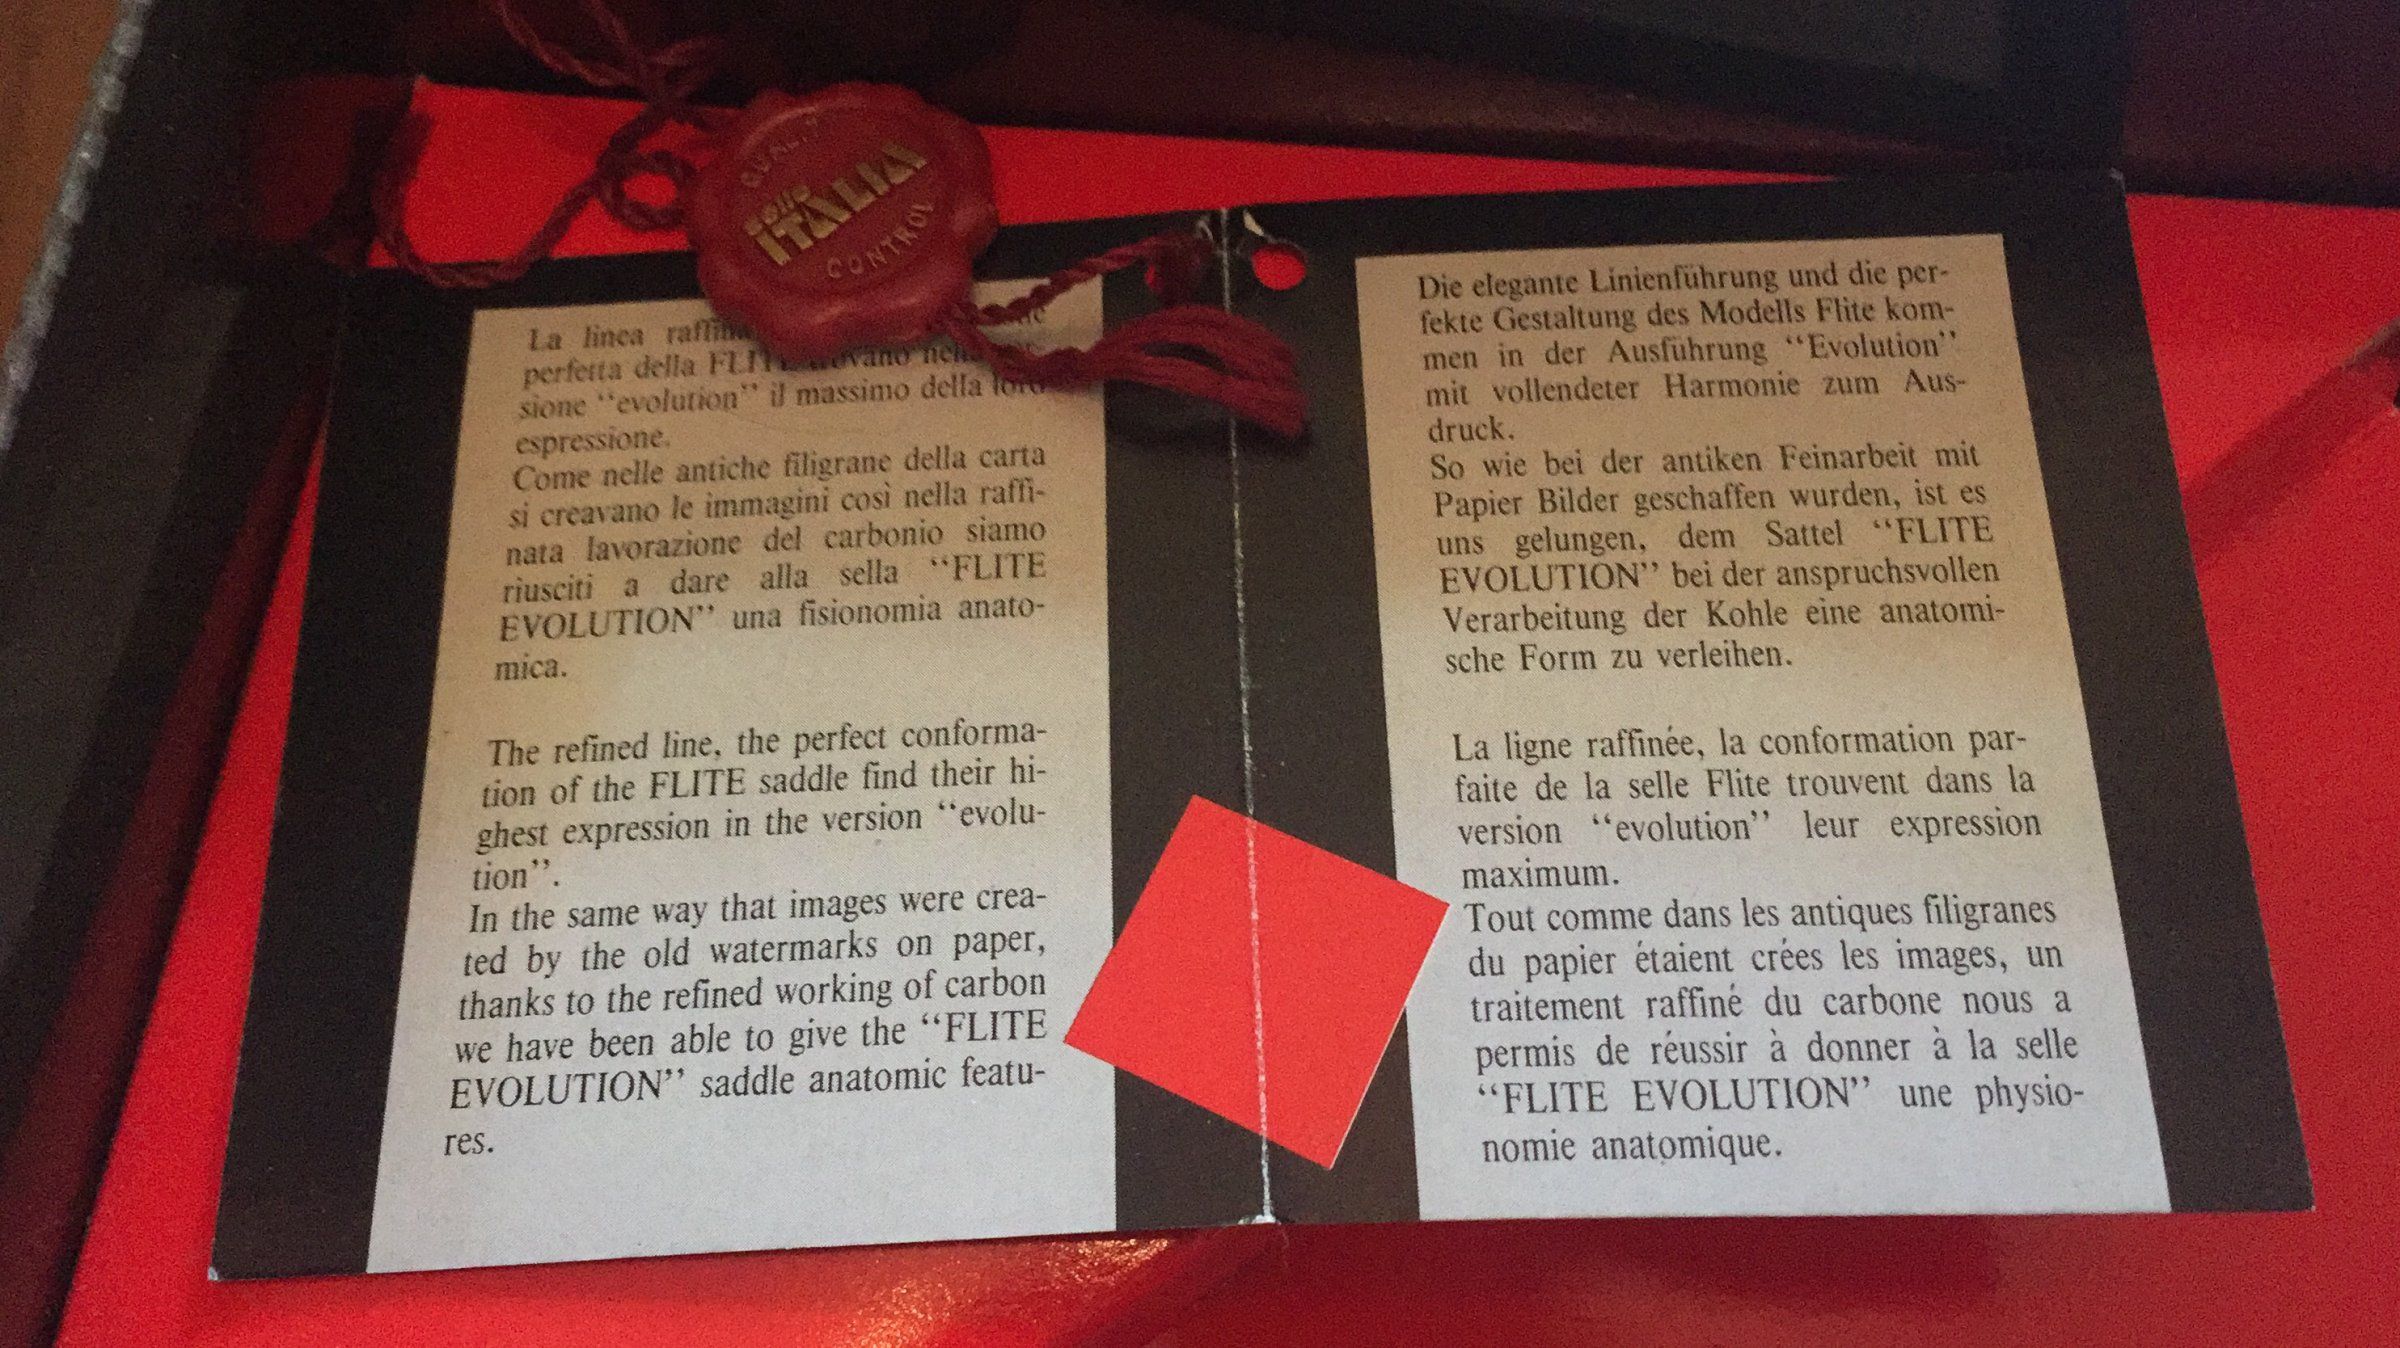 QUALITY
ITALIA
CONTROL
La linea
perfetta della
sione “evolution” il massimo della loro
espressione.
Come nelle antiche filigrane della carta
si creavano le immagini così nella raffi-
nata lavorazione del carbonio siamo
riusciti a dare alla sella “FLITE
EVOLUTION” una fisionomia anato-
mica.
The refined line, the perfect conforma-
tion of the FLITE saddle find their hi-
ghest expression in the version “evolu-
tion”.
In the same way that images were crea-
ted by the old watermarks on paper,
thanks to the refined working of carbon
we have been able to give the “FLITE
EVOLUTION” saddle anatomic featu-
res.
Die elegante Linienführung und die per-
fekte Gestaltung des Modells Flite kom-
men in der Ausführung “Evolution”
mit vollendeter Harmonie zum Aus-
druck.
So wie bei der antiken Feinarbeit mit
Papier Bilder geschaffen wurden, ist es
uns gelungen, dem Sattel “FLITE
EVOLUTION” bei der anspruchsvollen
Verarbeitung der Kohle eine anatomi-
sche Form zu verleihen.
La ligne raffinée, la conformation par-
faite de la selle Flite trouvent dans la
version “evolution” leur expression
maximum.
Tout comme dans les antiques filigranes
du papier étaient crées les images, un
traitement raffiné du carbone nous a
permis de réussir à donner à la selle
“FLITE EVOLUTION” une physio-
nomie anatomique.